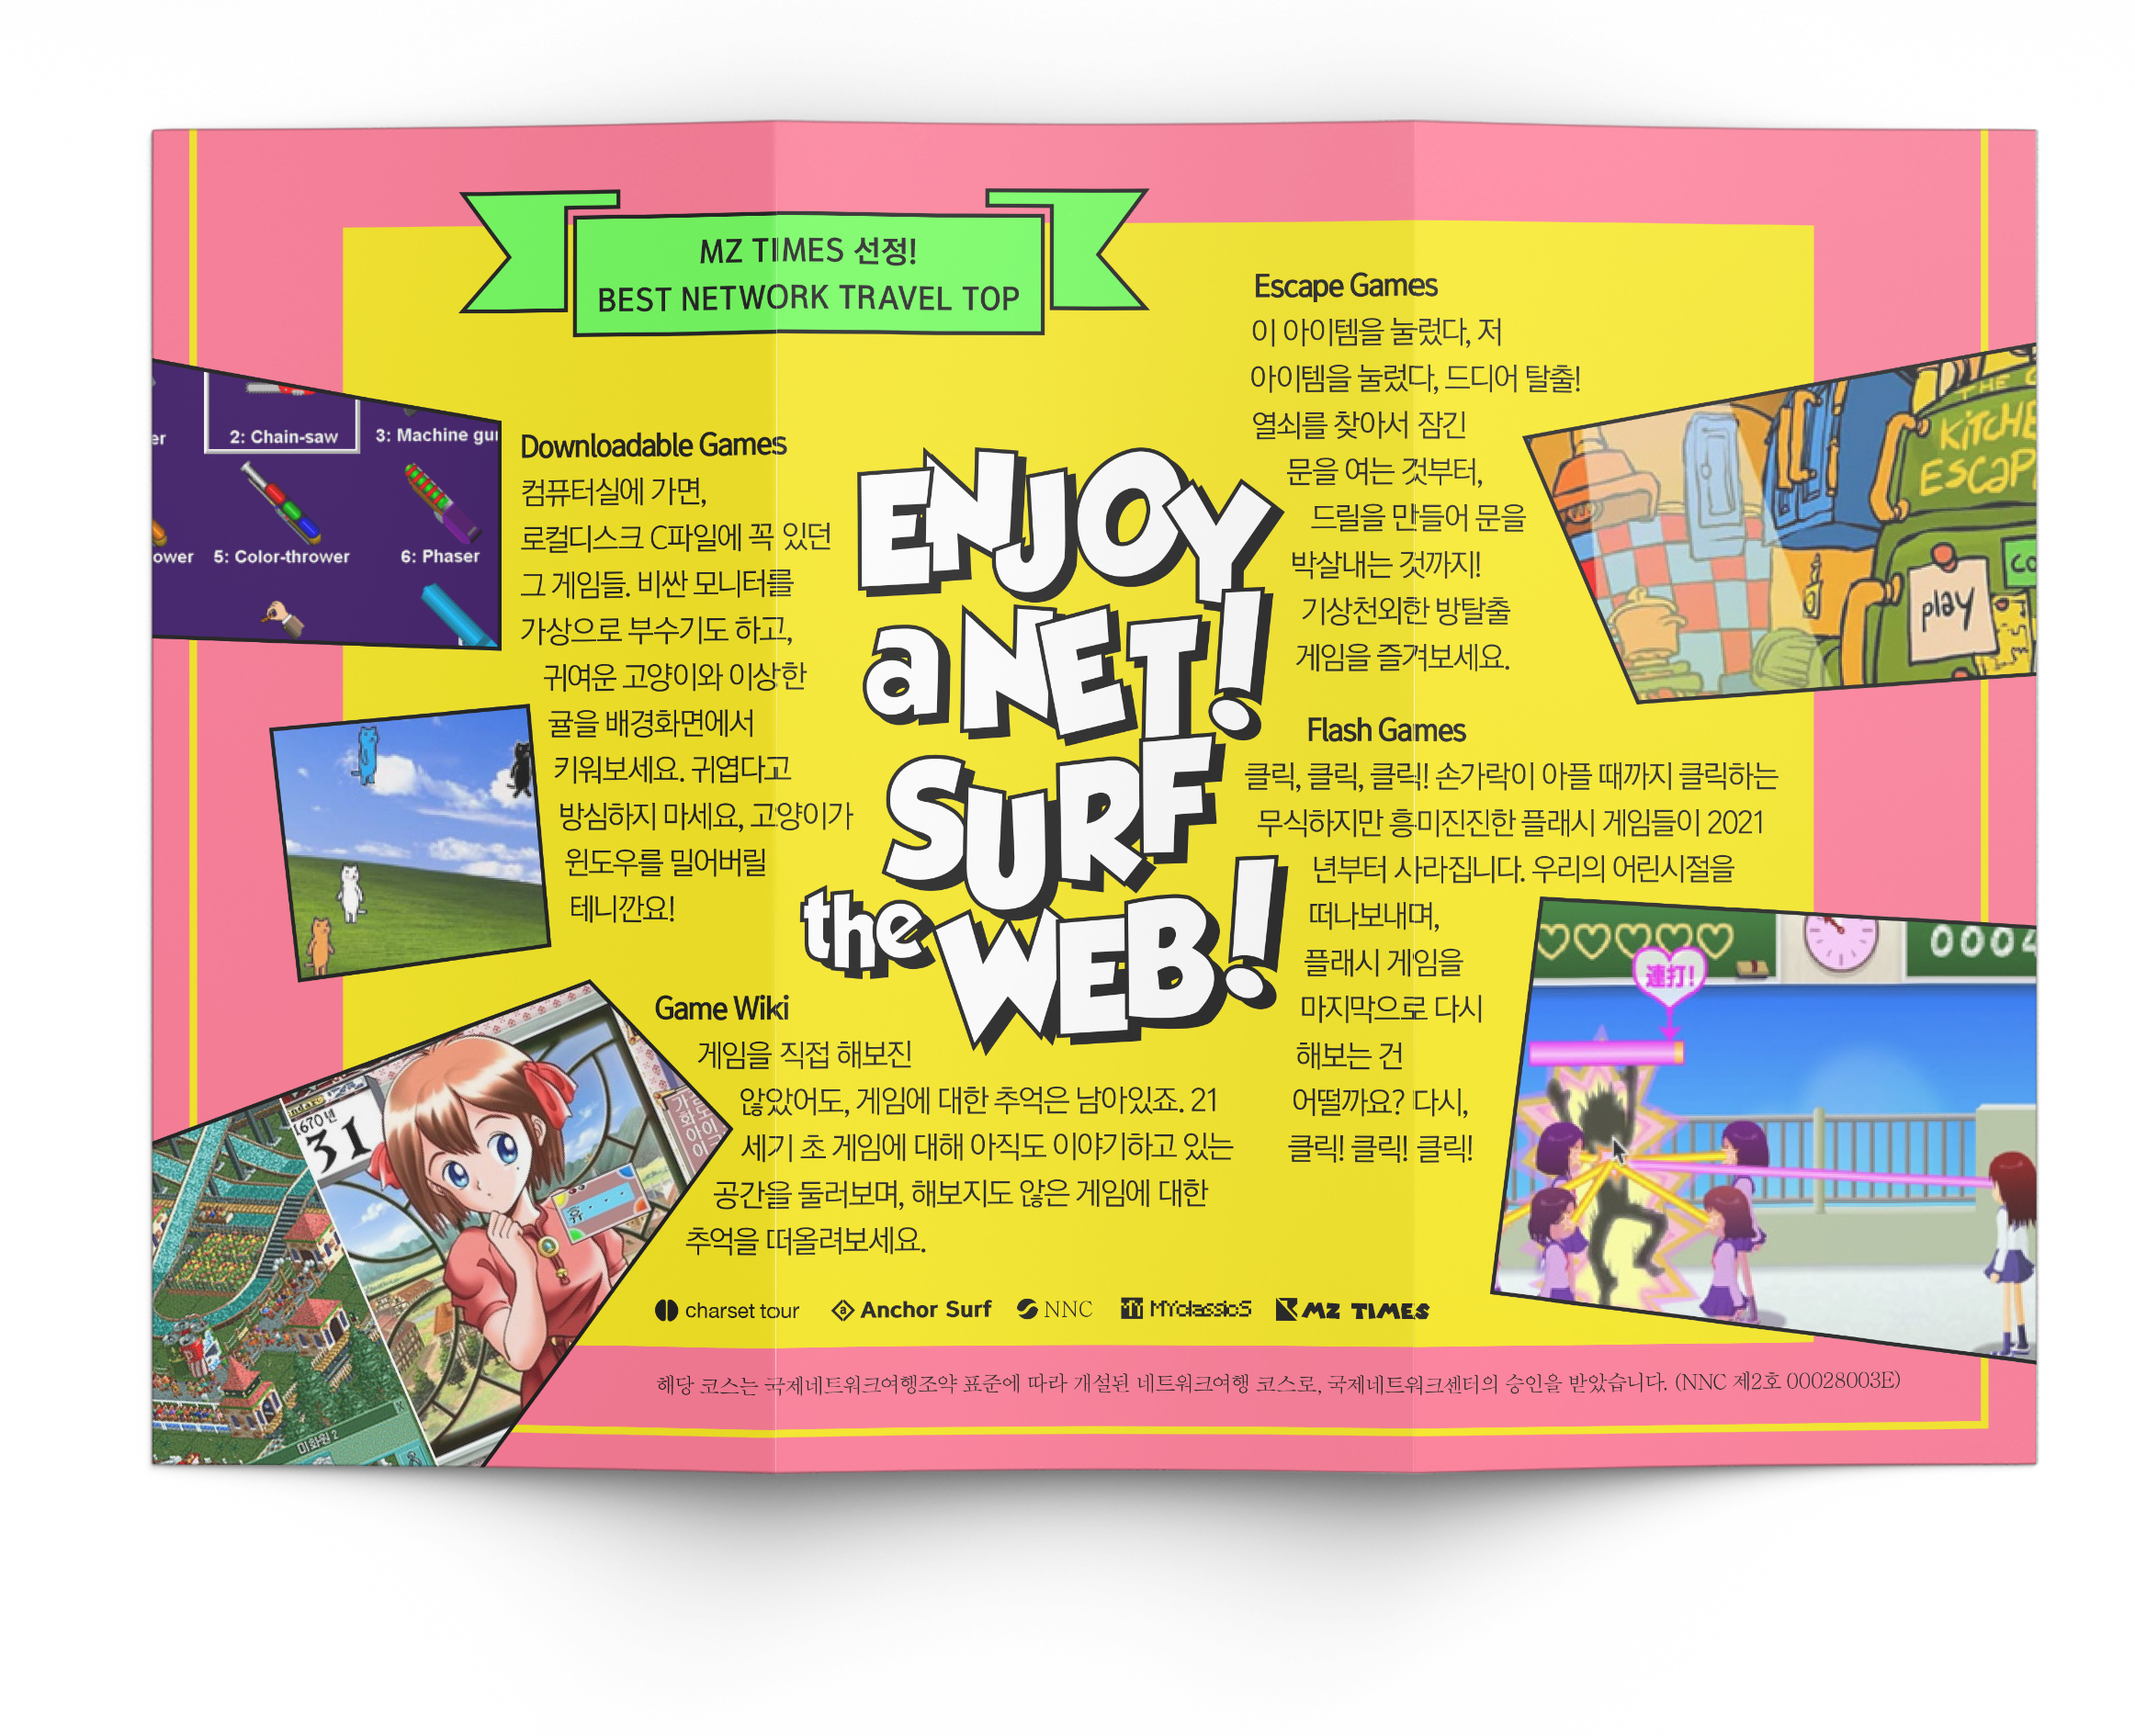 MZ TIMES 선정!
BEST NETWORK TRAVEL TOP
2: Chain-saw
3: Machine gu
5: Color-thrower
6: Phaser
Downloadable Games
컴퓨터실에 가면,
로컬디스크 C파일에 꼭 있던
그 게임들. 비싼 모니터를
가상으로 부수기도 하고,
귀여운 고양이와 이상한
귤을 배경화면에서
키워보세요. 귀엽다고
방심하지 마세요, 고양이가
윈도우를 밀어버릴
테니깐요!
ENJOY
a NET!
SURF
the WEB!
Game Wiki
게임을 직접 해보진
않았어도, 게임에 대한 추억은 남아있죠. 21
세기 초 게임에 대해 아직도 이야기하고 있는
공간을 둘러보며, 해보지도 않은 게임에 대한
추억을 떠올려보세요.
1670년
31
휴
미화원 2
Escape Games
이 아이템을 눌렀다, 저
아이템을 눌렀다, 드디어 탈출!
열쇠를 찾아서 잠긴
문을 여는 것부터,
드릴을 만들어 문을
박살내는 것까지!
기상천외한 방탈출
게임을 즐겨보세요.
THE
KITCHE
ESCAP
play
CO
Flash Games
클릭, 클릭, 클릭! 손가락이 아플 때까지 클릭하는
무식하지만 흥미진진한 플래시 게임들이 2021
년부터 사라집니다. 우리의 어린시절을
떠나보내며,
플래시 게임을
마지막으로 다시
해보는 건
어떨까요? 다시,
클릭! 클릭! 클릭!
0004
連打!
charset tour Anchor Surf NNC MYclassicS MZ TIMES
해당 코스는 국제네트워크여행조약 표준에 따라 개설된 네트워크여행 코스로, 국제네트워크센터의 승인을 받았습니다. (NNC 제2호 00028003E)